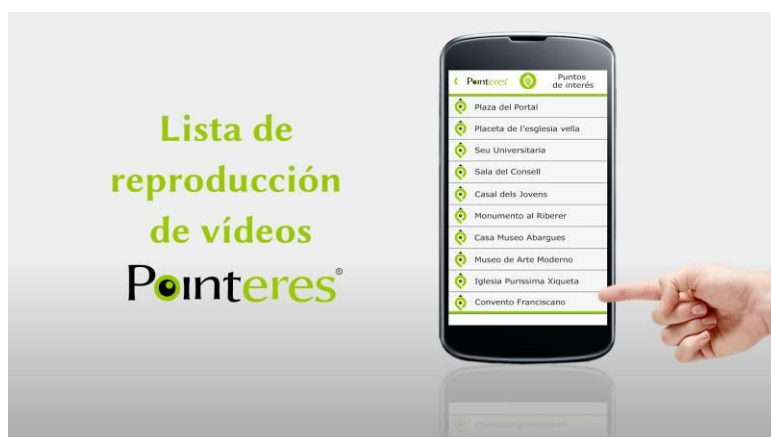 Lista de
reproducción
de vídeos
Pointeres®
Pointeres®
Puntos
de interés
Plaza del Portal
Placeta de l'esglesia vella
Seu Universitaria
Sala del Consell
Casal dels Jovens
Monumento al Riberer
Casa Museo Abargues
Museo de Arte Moderno
Iglesia Purissima Xiqueta
Convento Franciscano